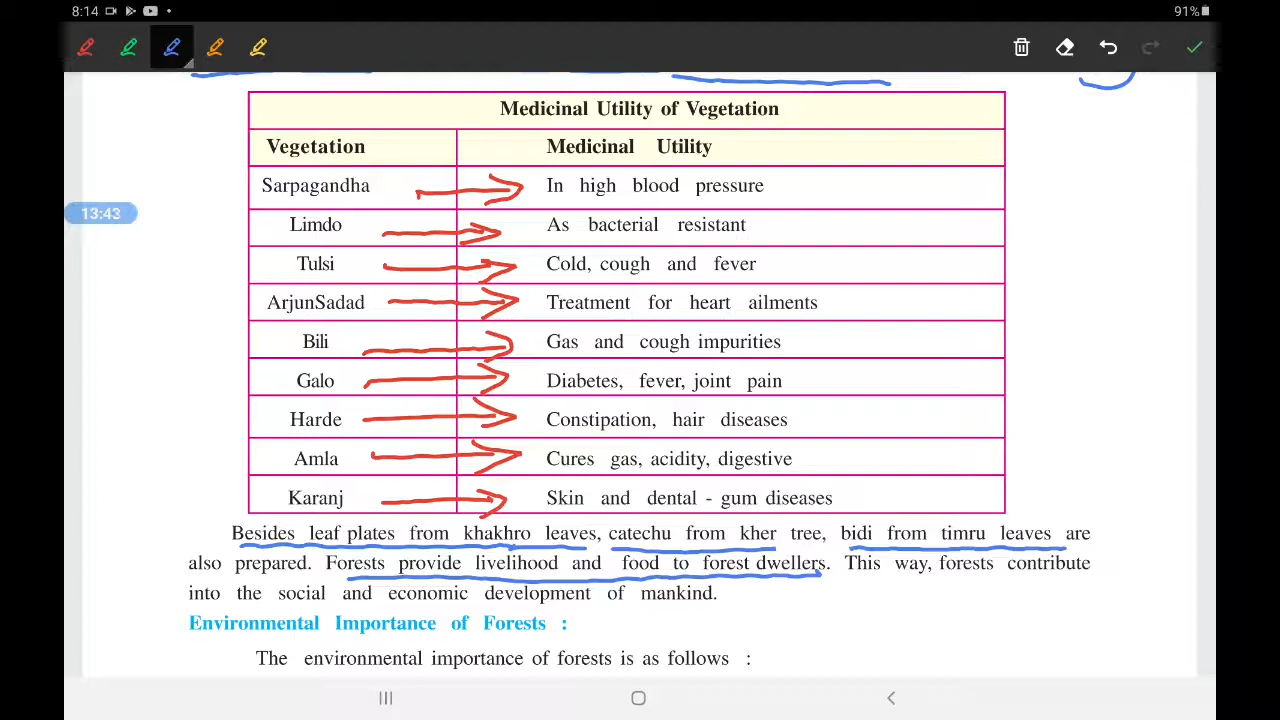 8:14
91%
Medicinal Utility of Vegetation
Vegetation Medicinal Utility
Sarpagandha In high blood pressure
13:43
Limdo As bacterial resistant
Tulsi Cold, cough and fever
ArjunSadad Treatment for heart ailments
Bili Gas and cough impurities
Galo Diabetes, fever, joint pain
Harde Constipation, hair diseases
Amla Cures gas, acidity, digestive
Karanj Skin and dental - gum diseases
Besides leaf plates from khakhro leaves, catechu from kher tree, bidi from timru leaves are
also prepared. Forests provide livelihood and food to forest dwellers. This way, forests contribute
into the social and economic development of mankind.
Environmental Importance of Forests :
The environmental importance of forests is as follows :